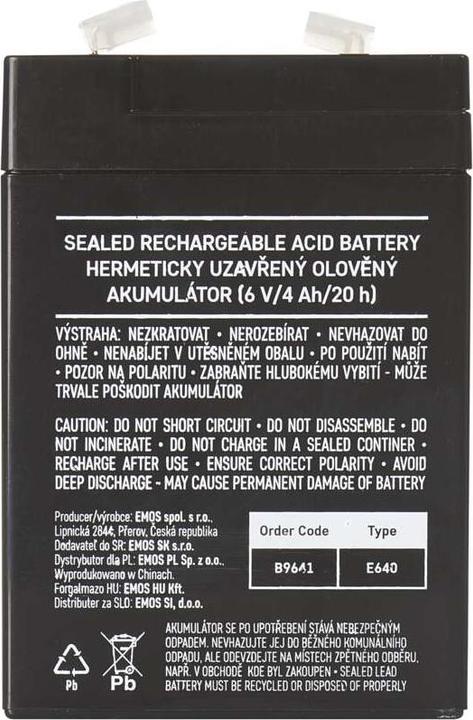 SEALED RECHARGEABLE ACID BATTERY
HERMETICKY UZAVŘENÝ OLOVĚNÝ
AKUMULÁTOR (6 V/4 Ah/20 h)
VÝSTRAHA: NEZKRATOVAT • NEROZEBÍRAT • NEVHAZOVAT DO
OHNĚ • NENABÍJET V UTĚSNĚNÉM OBALU • PO POUŽITÍ NABÍT
• POZOR NA POLARITU • ZABRAŇTE HLUBOKÉMU VYBITÍ - MŮŽE
TRVALE POŠKODIT AKUMULÁTOR
CAUTION: DO NOT SHORT CIRCUIT • DO NOT DISASSEMBLE • DO
NOT INCINERATE • DO NOT CHARGE IN A SEALED CONTINER •
RECHARGE AFTER USE • ENSURE CORRECT POLARITY • AVOID
DEEP DISCHARGE - MAY CAUSE PERMANENT DAMAGE OF BATTERY
Producer/výrobce: EMOS spol. s r.o.,
Lipnická 2844, Přerov, Česká republika
Dodavateľ do SR: EMOS SK s.r.o.
Dystrybutor dla PL: EMOS PL Sp. z o.o.,
Wyprodukowano w Chinach.
Forgalmazo HU: EMOS HU Kft.
Distributer za SLO: EMOS SI, d.o.o.
Order Code Type
B9641 E640
AKUMULÁTOR SE PO UPOTŘEBENÍ STÁVÁ NEBEZPEČNÝM
ODPADEM. NEVHAZUJTE JEJ DO BĚŽNÉHO KOMUNÁLNÍHO
ODPADU, ALE ODEVZDEJTE NA MÍSTECH ZPĚTNÉHO ODBĚRU,
NAPŘ. V OBCHODĚ KDE BYL ZAKOUPEN • SEALED LEAD
BATTERY MUST BE RECYCLED OR DISPOSED OF PROPERLY
Pb Pb